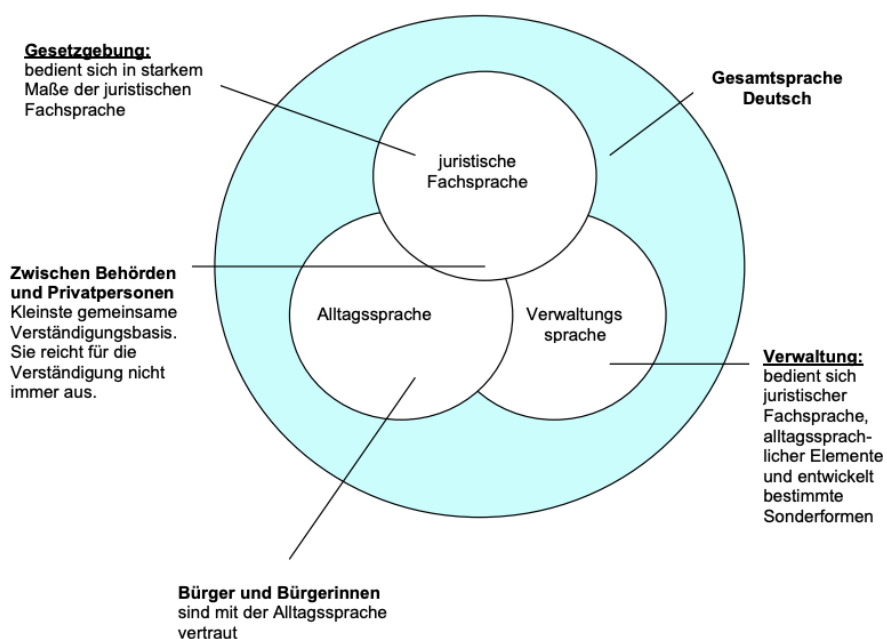 Gesetzgebung:
bedient sich in starkem
Maße der juristischen
Fachsprache
Gesamtsprache
Deutsch
juristische
Fachsprache
Zwischen Behörden
und Privatpersonen
Kleinste gemeinsame
Verständigungsbasis.
Sie reicht für die
Verständigung nicht
immer aus.
Alltagssprache
Verwaltungs
sprache
Verwaltung:
bedient sich
juristischer
Fachsprache,
alltagssprach-
licher Elemente
und entwickelt
bestimmte
Sonderformen
Bürger und Bürgerinnen
sind mit der Alltagssprache
vertraut